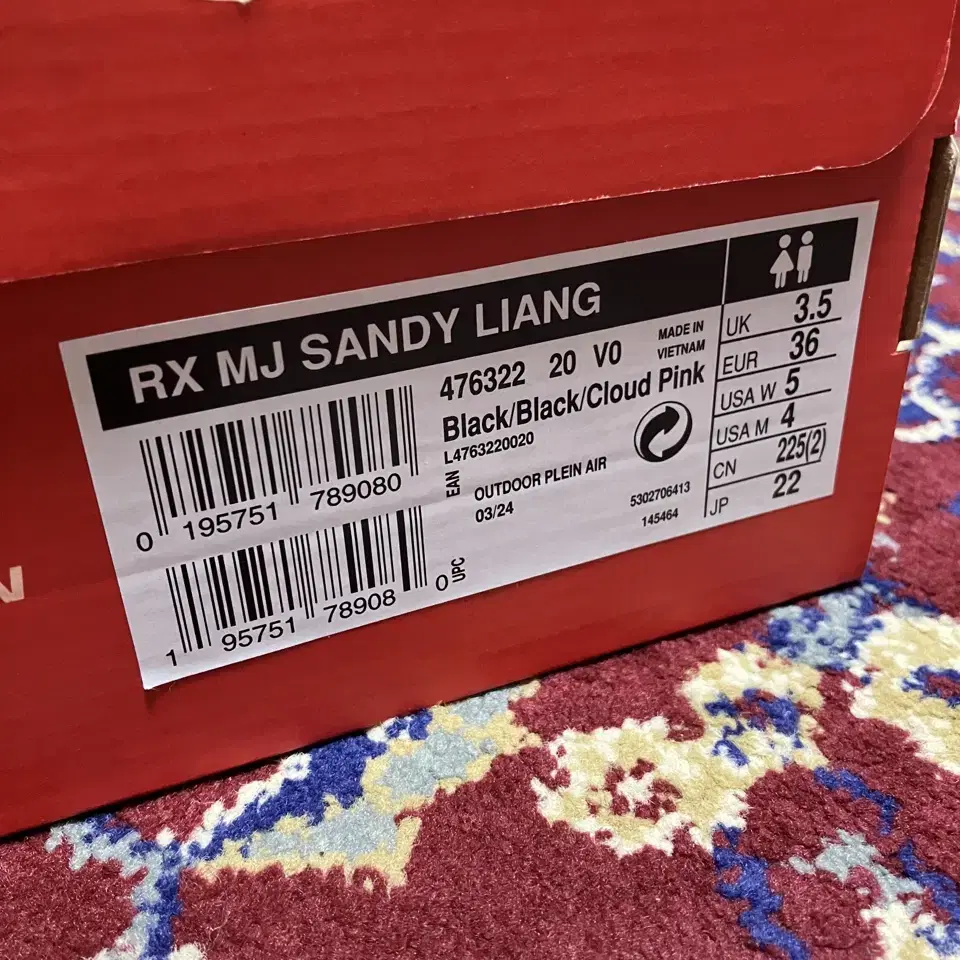 RX MJ SANDY LIANG
476322 20 V0
MADE IN
VIETNAM
Black/Black/Cloud Pink
L4763220020
EAN
0 195751 789080
OUTDOOR PLEIN AIR
03/24
5302706413
145464
UPC
1 95751 78908 0
UK 3.5
EUR 36
USA W 5
USA M 4
CN 225(2)
JP 22